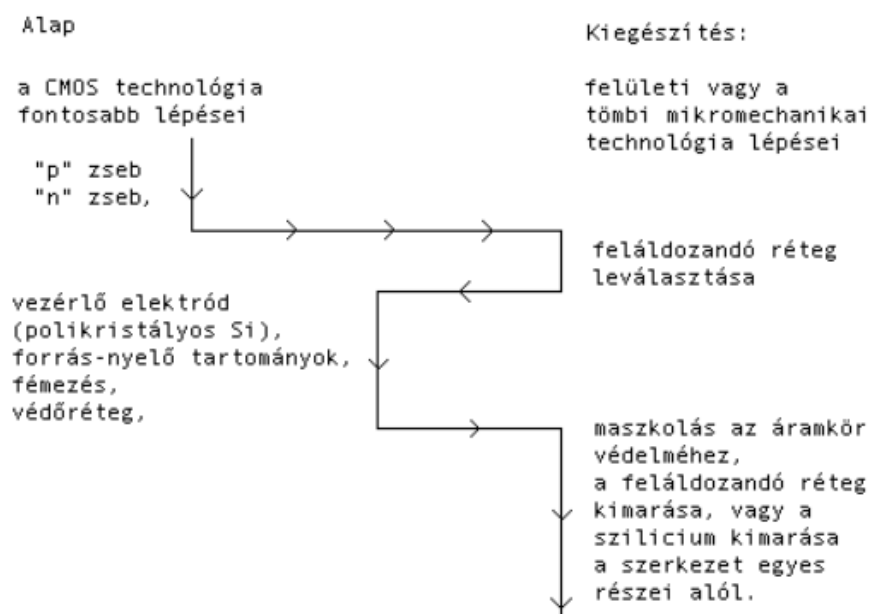 Alap
Kiegészítés:
a CMOS technológia
fontosabb lépései
felületi vagy a
tömbi mikromechanikai
technológia lépései
"p" zseb
"n" zseb,
feláldozandó réteg
leválasztása
vezérlő elektród
(polikristályos Si),
forrás-nyelő tartományok,
fémezés,
védőréteg,
maszkolás az áramkör
védelméhez,
a feláldozandó réteg
kimarása, vagy a
szilicium kimarása
a szerkezet egyes
részei alól.